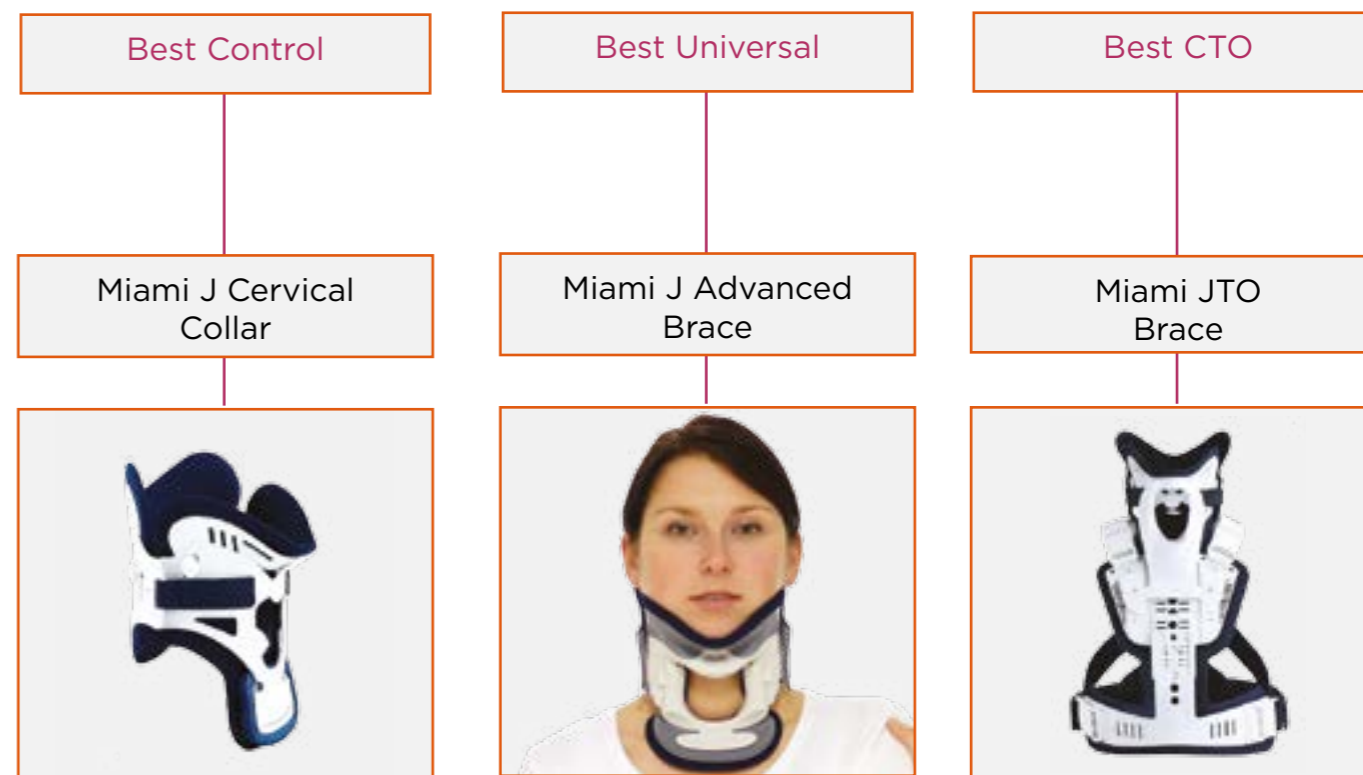 Best Control
Best Universal
Best CTO
Miami J Cervical
Collar
Miami J Advanced
Brace
Miami JTO
Brace